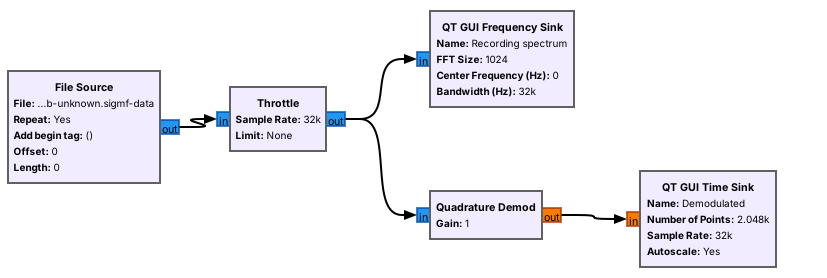 File Source
File: ...b-unknown.sigmf-data
Repeat: Yes
Add begin tag: ()
Offset: 0
Length: 0
out
in
Throttle
Sample Rate: 32k
Limit: None
out
in
QT GUI Frequency Sink
Name: Recording spectrum
FFT Size: 1024
Center Frequency (Hz): 0
Bandwidth (Hz): 32k
in
Quadrature Demod
Gain: 1
out
in
QT GUI Time Sink
Name: Demodulated
Number of Points: 2.048k
Sample Rate: 32k
Autoscale: Yes